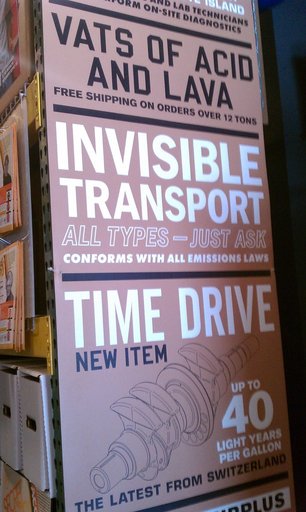 ISLAND
AND LAB TECHNICIANS
ON-SITE DIAGNOSTICS
VATS OF ACID
AND LAVA
FREE SHIPPING ON ORDERS OVER 12 TONS
INVISIBLE
TRANSPORT
ALL TYPES – JUST ASK
CONFORMS WITH ALL EMISSIONS LAWS
TIME DRIVE
NEW ITEM
UP TO
40
LIGHT YEARS
PER GALLON
THE LATEST FROM SWITZERLAND